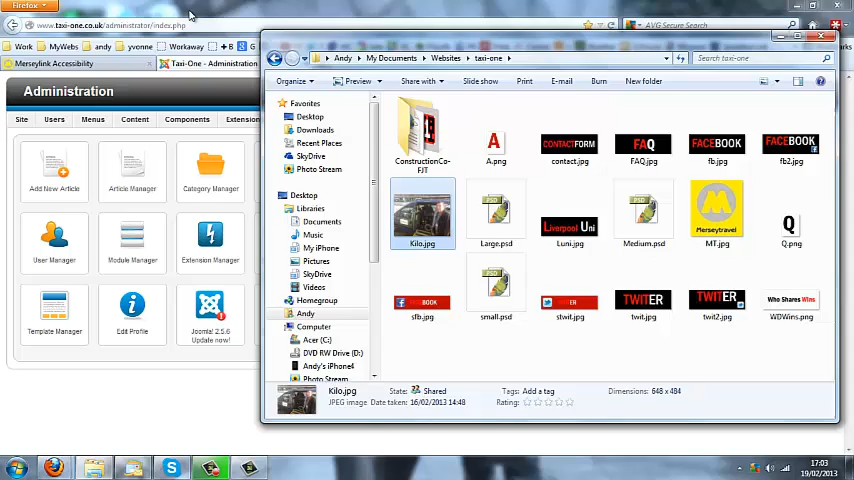 Firefox
www.taxi-one.co.uk/administrator/index.php
AVG Secure Search
Work
MyWebs
andy
yvonne
Workaway
+ B
G
Merseylink Accessibility
Taxi-One - Administration
Administration
Site
Users
Menus
Content
Components
Extension
Add New Article
Article Manager
Category Manager
User Manager
Module Manager
Extension Manager
Template Manager
Edit Profile
Joomla! 2.5.6
Update now!
Andy
My Documents
Websites
taxi-one
Search taxi-one
Organize
Preview
Share with
Slide show
Print
E-mail
Burn
New folder
Favorites
Desktop
Downloads
Recent Places
SkyDrive
Photo Stream
Desktop
Libraries
Documents
Music
My iPhone
Pictures
SkyDrive
Videos
Homegroup
Andy
Computer
Acer (C:)
DVD RW Drive (D:)
Andy's iPhone4
Photo Stream
ConstructionCo-
FJT
A
A.png
CONTACTFORM
contact.jpg
FAQ
FAQ.jpg
FACEBOOK
fb.jpg
FACEBOOK
fb2.jpg
Kilo.jpg
PSD
Large.psd
Liverpool Uni
Luni.jpg
PSD
Medium.psd
M
Merseytravel
MT.jpg
Q
Q.png
FACEBOOK
sfb.jpg
PSD
small.psd
TWITTER
stwit.jpg
TWITTER
twit.jpg
TWITTER
twit2.jpg
Who Shares Wins
WDWins.png
Kilo.jpg
JPEG image
State:
Shared
Date taken: 16/02/2013 14:48
Tags: Add a tag
Rating:
Dimensions: 648 x 484
17:03
19/02/2013